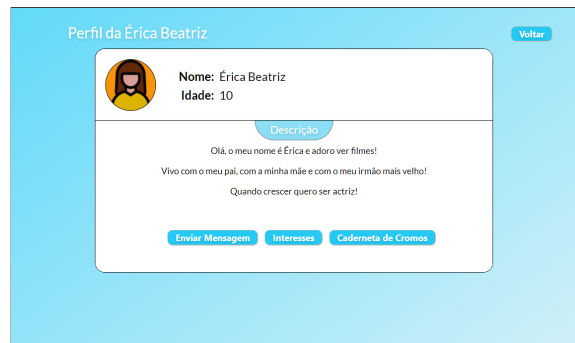 Perfil da Érica Beatriz
Voltar
Nome: Érica Beatriz
Idade: 10
Descrição
Olá, o meu nome é Érica e adoro ver filmes!
Vivo com o meu pai, com a minha mãe e com o meu irmão mais velho!
Quando crescer quero ser actriz!
Enviar Mensagem Interesses Caderneta de Cromos